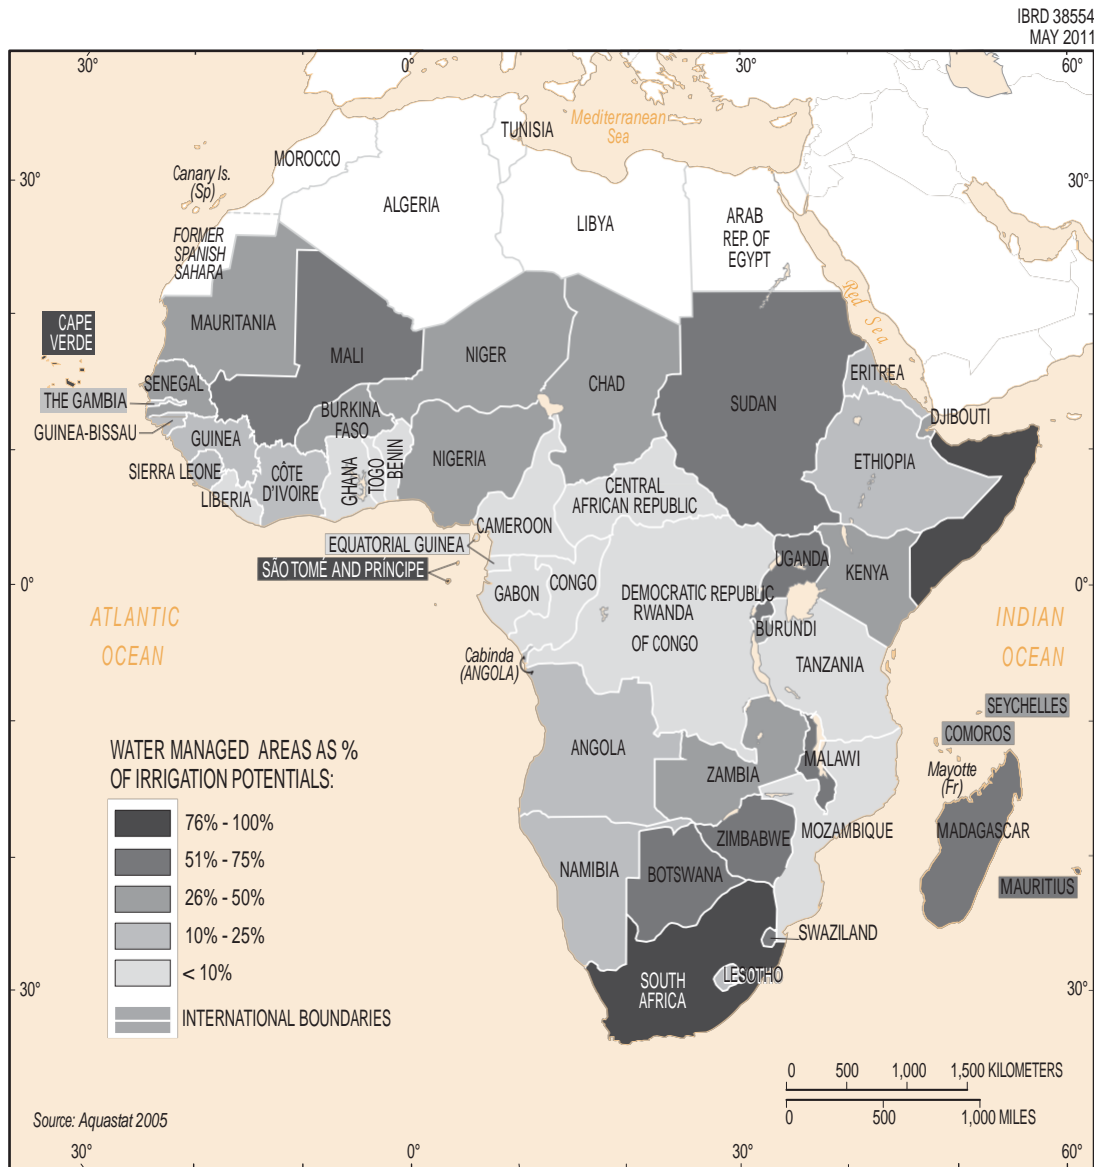 IBRD 38554
MAY 2011
30°
0°
30°
60°
TUNISIA
Mediterranean
Sea
MOROCCO
Canary Is.
(Sp)
30°
30°
ALGERIA
LIBYA
ARAB
REP. OF
EGYPT
FORMER
SPANISH
SAHARA
Red Sea
CAPE
VERDE
MAURITANIA
MALI
NIGER
CHAD
SUDAN
ERITREA
SENEGAL
THE GAMBIA
BURKINA
FASO
DJIBOUTI
GUINEA-BISSAU
GUINEA
NIGERIA
ETHIOPIA
SIERRA LEONE
CÔTE
D'IVOIRE
GHANA
TOGO
BENIN
LIBERIA
CENTRAL
AFRICAN REPUBLIC
CAMEROON
EQUATORIAL GUINEA
SÃO TOMÉ AND PRÍNCIPE
UGANDA
KENYA
0°
0°
GABON
CONGO
DEMOCRATIC REPUBLIC
RWANDA
OF CONGO
BURUNDI
ATLANTIC
OCEAN
INDIAN
OCEAN
Cabinda
(ANGOLA)
TANZANIA
SEYCHELLES
COMOROS
ANGOLA
ZAMBIA
MALAWI
Mayotte
(Fr)
MOZAMBIQUE
MADAGASCAR
ZIMBABWE
NAMIBIA
BOTSWANA
MAURITIUS
SWAZILAND
SOUTH
AFRICA
LESOTHO
30°
30°
WATER MANAGED AREAS AS %
OF IRRIGATION POTENTIALS:
76% - 100%
51% - 75%
26% - 50%
10% - 25%
< 10%
INTERNATIONAL BOUNDARIES
0 500 1,000 1,500 KILOMETERS
0 500 1,000 MILES
Source: Aquastat 2005
30°
0°
30°
60°